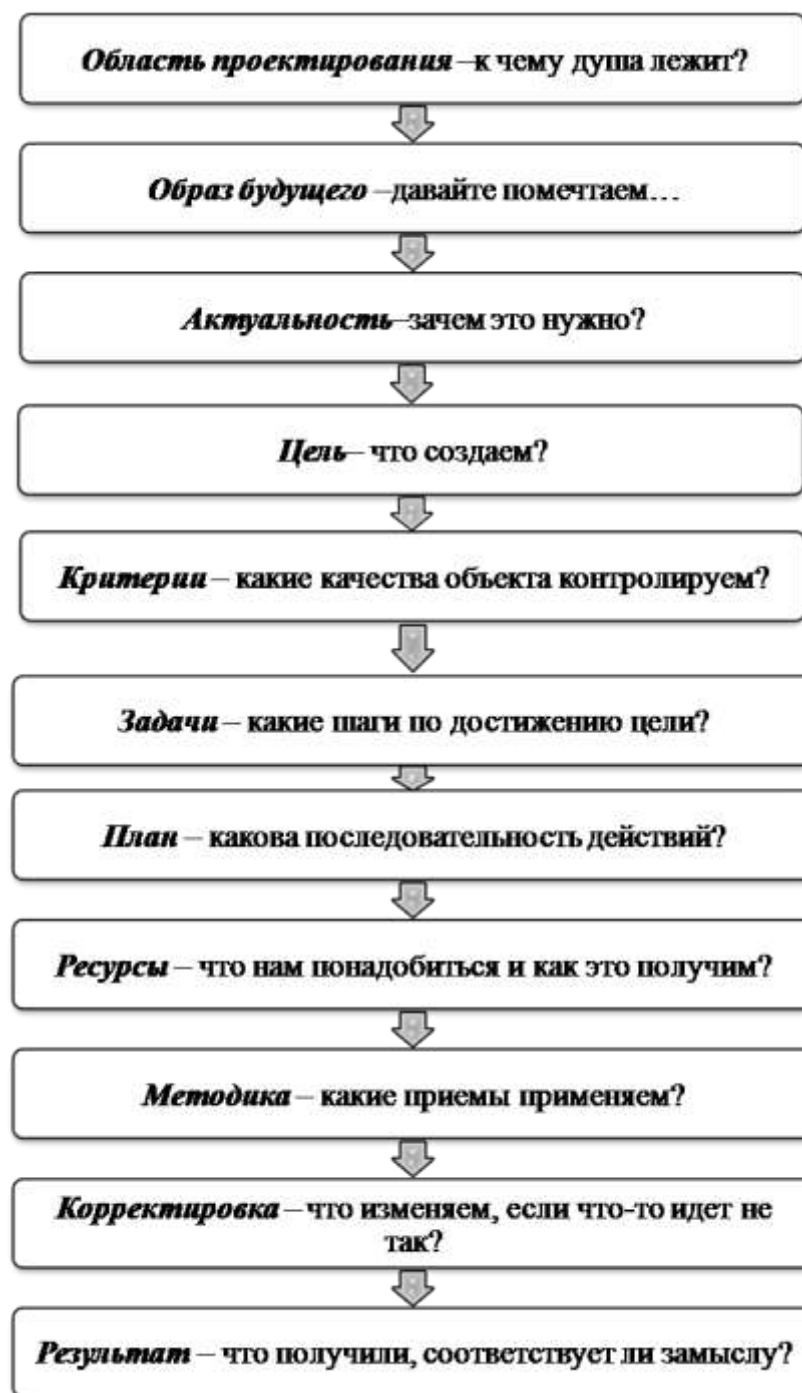 Область проектирования –к чему душа лежит?
Образ будущего –давайте помечтаем…
Актуальность–зачем это нужно?
Цель– что создаем?
Критерии – какие качества объекта контролируем?
Задачи – какие шаги по достижению цели?
План – какова последовательность действий?
Ресурсы – что нам понадобиться и как это получим?
Методика – какие приемы применяем?
Корректировка – что изменяем, если что-то идет не
так?
Результат – что получили, соответствует ли замыслу?